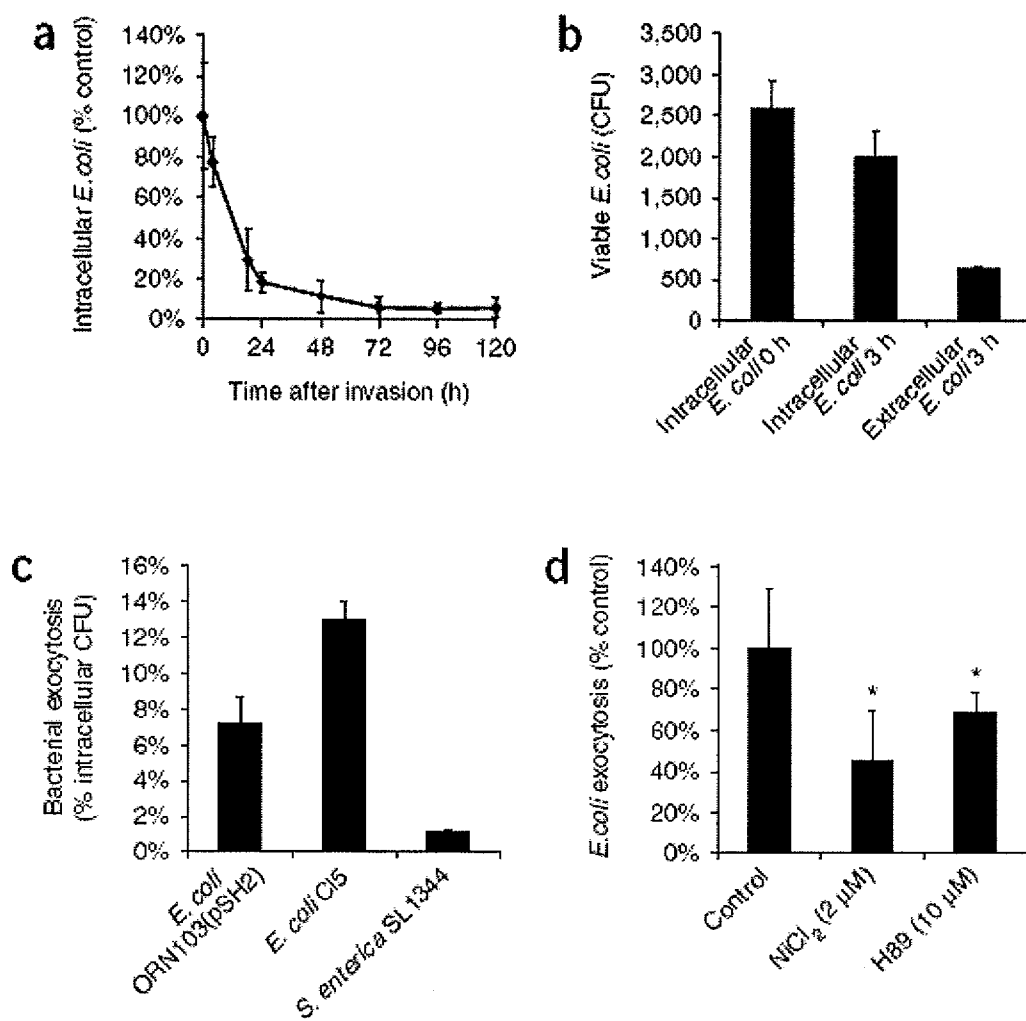 a
Intracellular E.coli (% control)
140%
120%
100%
80%
60%
40%
20%
0%
0 24 48 72 96 120
Time after invasion (h)
b
Viable E.coli (CFU)
3,500
3,000
2,500
2,000
1,500
1,000
500
0
Intracellular
E. coli 0 h
Intracellular
E. coli 3 h
Extracellular
E. coli 3 h
c
Bacterial exocytosis
(% intracellular CFU)
16%
14%
12%
10%
8%
6%
4%
2%
0%
E. coli
ORN103(pSH2)
E. coli CI5
S. enterica SL1344
d
E.coli exocytosis (% control)
140%
120%
100%
80%
60%
40%
20%
0%
*
*
Control
NiCl₂ (2 µM)
H89 (10 µM)